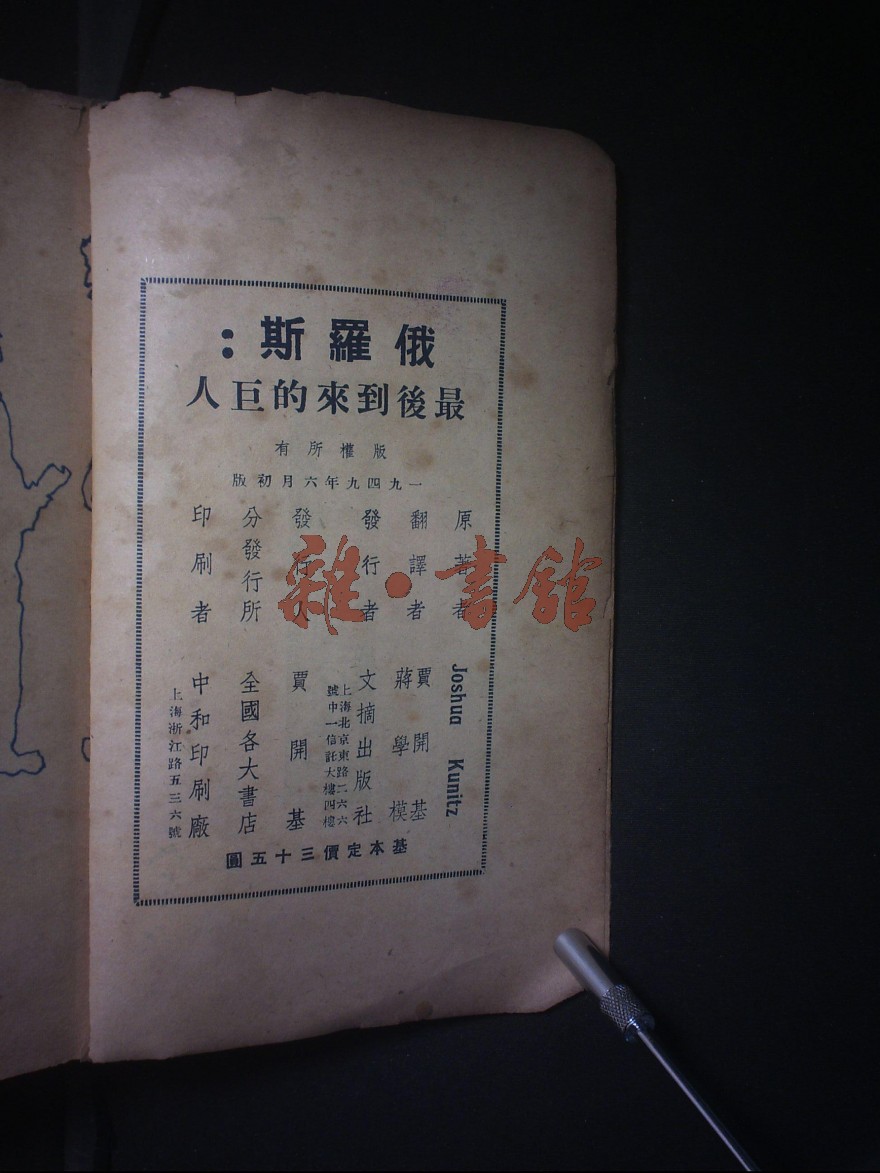 俄羅斯：
最後到來的巨人
版權所有
一九四九年六月初版
原著者 Joshua Kunitz
翻譯者 賈開基 蔣學模
發行者 文摘出版社
上海北京東路二六六
號中一信託大樓四樓
發行人 賈開基
分發行所 全國各大書店
印刷者 中和印刷廠
上海浙江路五三六號
基本定價三十五圓
雜·書館